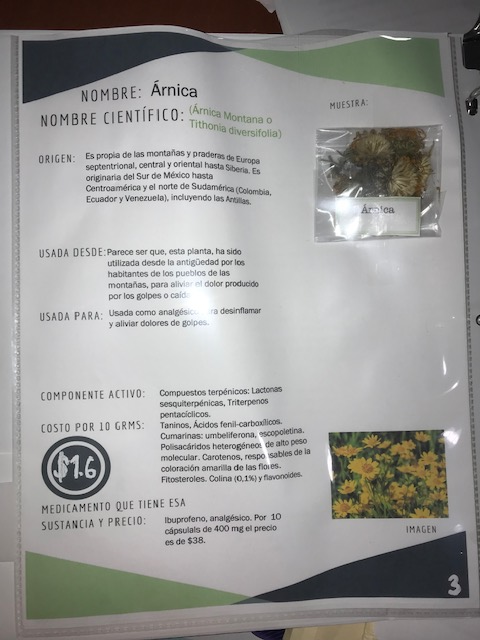 NOMBRE: Árnica
NOMBRE CIENTÍFICO: (Árnica Montana o
Tithonia diversifolia)
MUESTRA:
Árnica
ORIGEN: Es propia de las montañas y praderas de Europa
septentrional, central y oriental hasta Siberia. Es
originaria del Sur de México hasta
Centroamérica y el norte de Sudamérica (Colombia,
Ecuador y Venezuela), incluyendo las Antillas.
USADA DESDE: Parece ser que, esta planta, ha sido
utilizada desde la antigüedad por los
habitantes de los pueblos de las
montañas, para aliviar el dolor producido
por los golpes o
USADA PARA: Usada como desinflamar
y aliviar dolores de golpes.
COMPONENTE ACTIVO: Compuestos terpénicos: Lactonas
sesquiterpénicas, Triterpenos
pentacíclicos.
Taninos, Ácidos fenil-carboxílicos.
Cumarinas: umbeliferona, escopoletina.
Polisacáridos heterogéneos de alto peso
molecular. Carotenos, responsables de la
coloración amarilla de las flores.
Fitosteroles. Colina (0,1%) y flavonoides.
COSTO POR 10 GRMS:
$1.6
MEDICAMENTO QUE TIENE ESA
SUSTANCIA Y PRECIO: Ibuprofeno, analgésico. Por 10
cápsulals de 400 mg el precio
es de $38.
IMAGEN
3